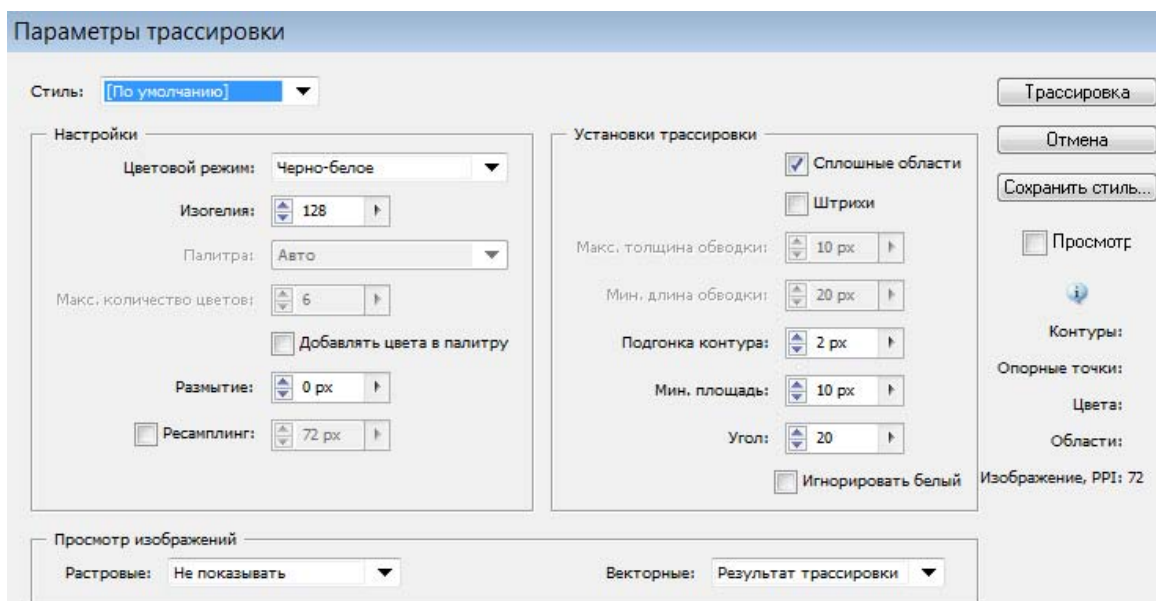 Параметры трассировки
Стиль: [По умолчанию]
Настройки
Цветовой режим: Черно-белое
Изогелия: 128
Палитра: Авто
Макс. количество цветов: 6
Добавлять цвета в палитру
Размытие: 0 px
Ресамплинг: 72 px
Установки трассировки
Сплошные области
Штрихи
Макс. толщина обводки: 10 px
Мин. длина обводки: 20 px
Подгонка контура: 2 px
Мин. площадь: 10 px
Угол: 20
Игнорировать белый
Трассировка
Отмена
Сохранить стиль...
Просмотр
Контуры:
Опорные точки:
Цвета:
Области:
Изображение, PPI: 72
Просмотр изображений
Растровые: Не показывать
Векторные: Результат трассировки